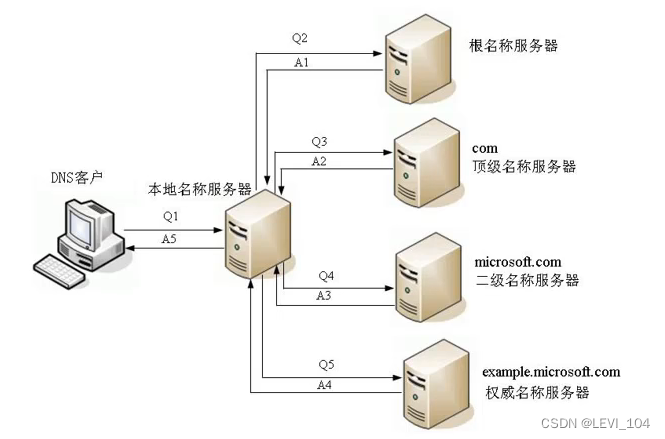 Q2
根名称服务器
A1
Q3
com
A2
顶级名称服务器
DNS客户
本地名称服务器
Q1
A5
microsoft.com
Q4
二级名称服务器
A3
Q5
example.microsoft.com
A4
权威名称服务器
CSDN @LEVI_104